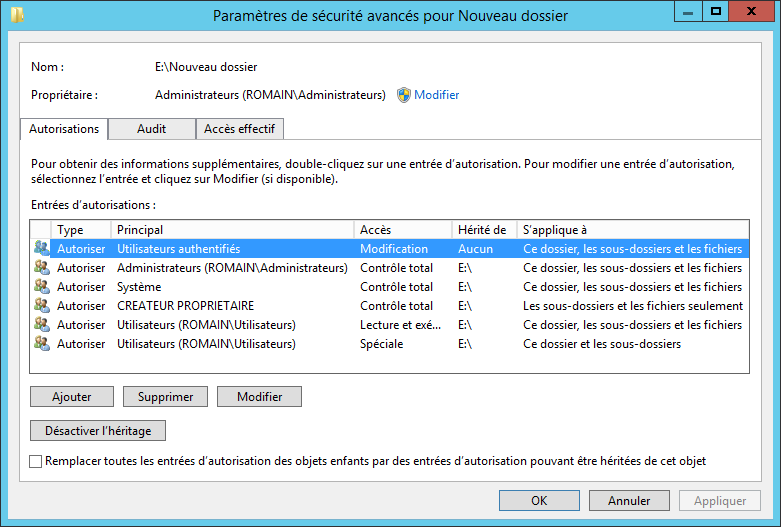 Paramètres de sécurité avancés pour Nouveau dossier
Nom : E:\Nouveau dossier
Propriétaire : Administrateurs (ROMAIN\Administrateurs) Modifier
Autorisations Audit Accès effectif
Pour obtenir des informations supplémentaires, double-cliquez sur une entrée d'autorisation. Pour modifier une entrée d'autorisation,
sélectionnez l'entrée et cliquez sur Modifier (si disponible).
Entrées d'autorisations :
Type Principal Accès Hérité de S'applique à
Autoriser Utilisateurs authentifiés Modification Aucun Ce dossier, les sous-dossiers et les fichiers
Autoriser Administrateurs (ROMAIN\Administrateurs) Contrôle total E:\ Ce dossier, les sous-dossiers et les fichiers
Autoriser Système Contrôle total E:\ Ce dossier, les sous-dossiers et les fichiers
Autoriser CREATEUR PROPRIETAIRE Contrôle total E:\ Les sous-dossiers et les fichiers seulement
Autoriser Utilisateurs (ROMAIN\Utilisateurs) Lecture et exé... E:\ Ce dossier, les sous-dossiers et les fichiers
Autoriser Utilisateurs (ROMAIN\Utilisateurs) Spéciale E:\ Ce dossier et les sous-dossiers
Ajouter Supprimer Modifier
Désactiver l'héritage
Remplacer toutes les entrées d'autorisation des objets enfants par des entrées d'autorisation pouvant être héritées de cet objet
OK Annuler Appliquer